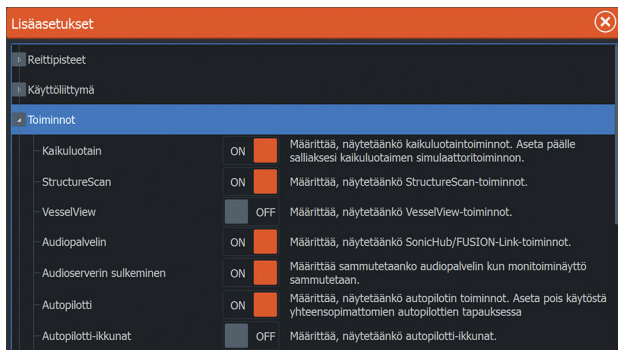 Lisäasetukset
Reittipisteet
Käyttöliittymä
Toiminnot
Kaikuluotain ON Määrittää, näytetäänkö kaikuluotaintoiminnot. Aseta päälle
salliaksesi kaikuluotaimen simulaattoritoiminnon.
StructureScan ON Määrittää, näytetäänkö StructureScan-toiminnot.
VesselView OFF Määrittää, näytetäänkö VesselView-toiminnot.
Audiopalvelin ON Määrittää, näytetäänkö SonicHub/FUSION-Link-toiminnot.
Audioserverin sulkeminen ON Määrittää sammutetaanko audiopalvelin kun monitoiminäyttö
sammutetaan.
Autopilotti ON Määrittää, näytetäänkö autopilotin toiminnot. Aseta pois käytöstä
yhteensopimattomien autopilottien tapauksessa
Autopilotti-ikkunat OFF Määrittää, näytetäänkö autopilotti-ikkunat.